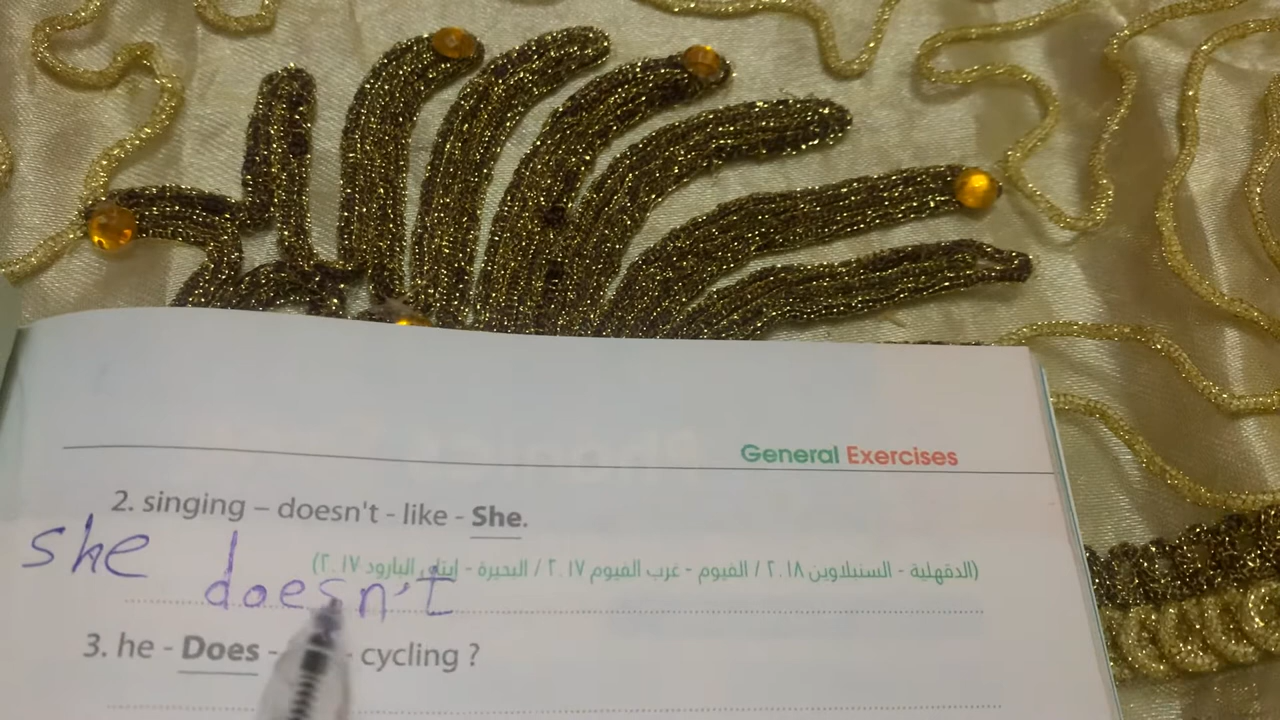 General Exercises
2. singing – doesn't - like - She.
(الدقهلية - السنبلاوين ٢٠١٨ / الفيوم - غرب الفيوم ٢٠١٧ / البحيرة - إيتاى البارود ٢٠١٧)
she doesn't
3. he - Does - - cycling ?